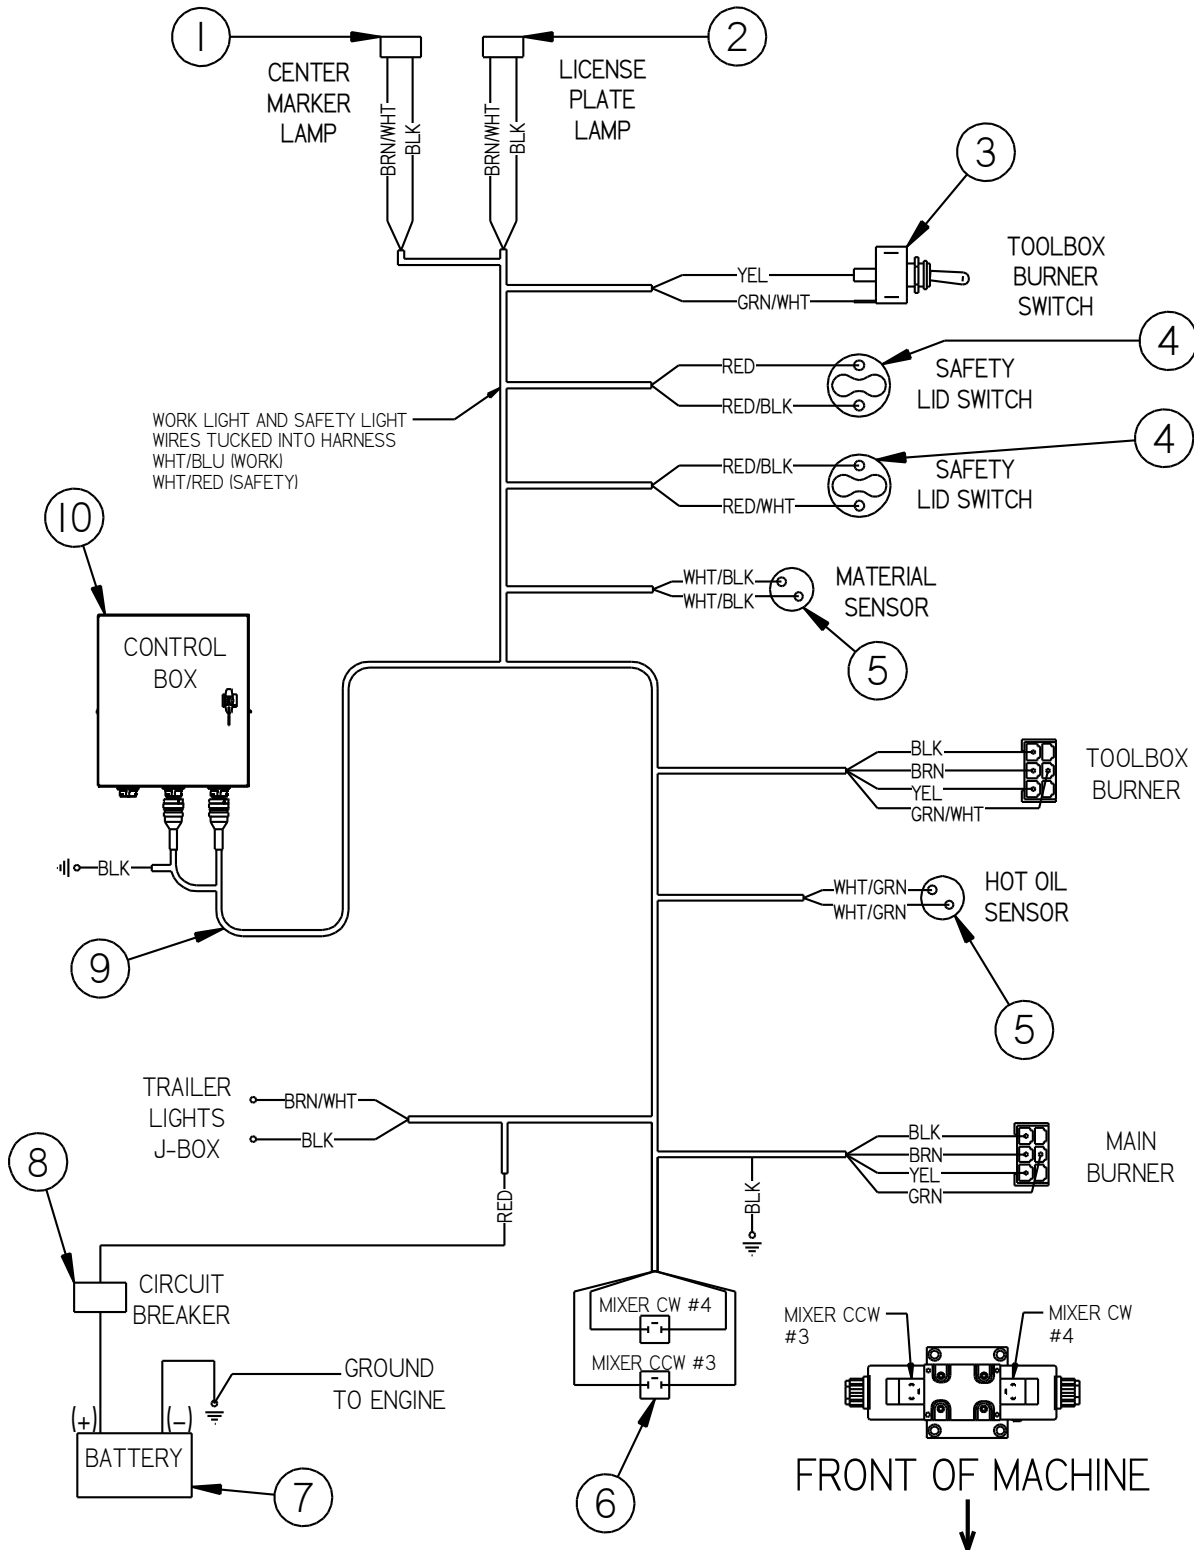 1
2
CENTER
MARKER
LAMP
LICENSE
PLATE
LAMP
BRN/WHT
BLK
BRN/WHT
BLK
3
TOOLBOX
BURNER
SWITCH
YEL
GRN/WHT
4
SAFETY
LID SWITCH
RED
RED/BLK
WORK LIGHT AND SAFETY LIGHT
WIRES TUCKED INTO HARNESS
WHT/BLU (WORK)
WHT/RED (SAFETY)
4
SAFETY
LID SWITCH
RED/BLK
RED/WHT
10
CONTROL
BOX
WHT/BLK
WHT/BLK
MATERIAL
SENSOR
5
BLK
BRN
YEL
GRN/WHT
TOOLBOX
BURNER
BLK
9
WHT/GRN
WHT/GRN
HOT OIL
SENSOR
5
TRAILER
LIGHTS
J-BOX
BRN/WHT
BLK
RED
BLK
BRN
YEL
GRN
MAIN
BURNER
BLK
8
CIRCUIT
BREAKER
MIXER CW #4
MIXER CCW #3
6
MIXER CCW
#3
MIXER CW
#4
GROUND
TO ENGINE
(+)
(-)
BATTERY
7
FRONT OF MACHINE